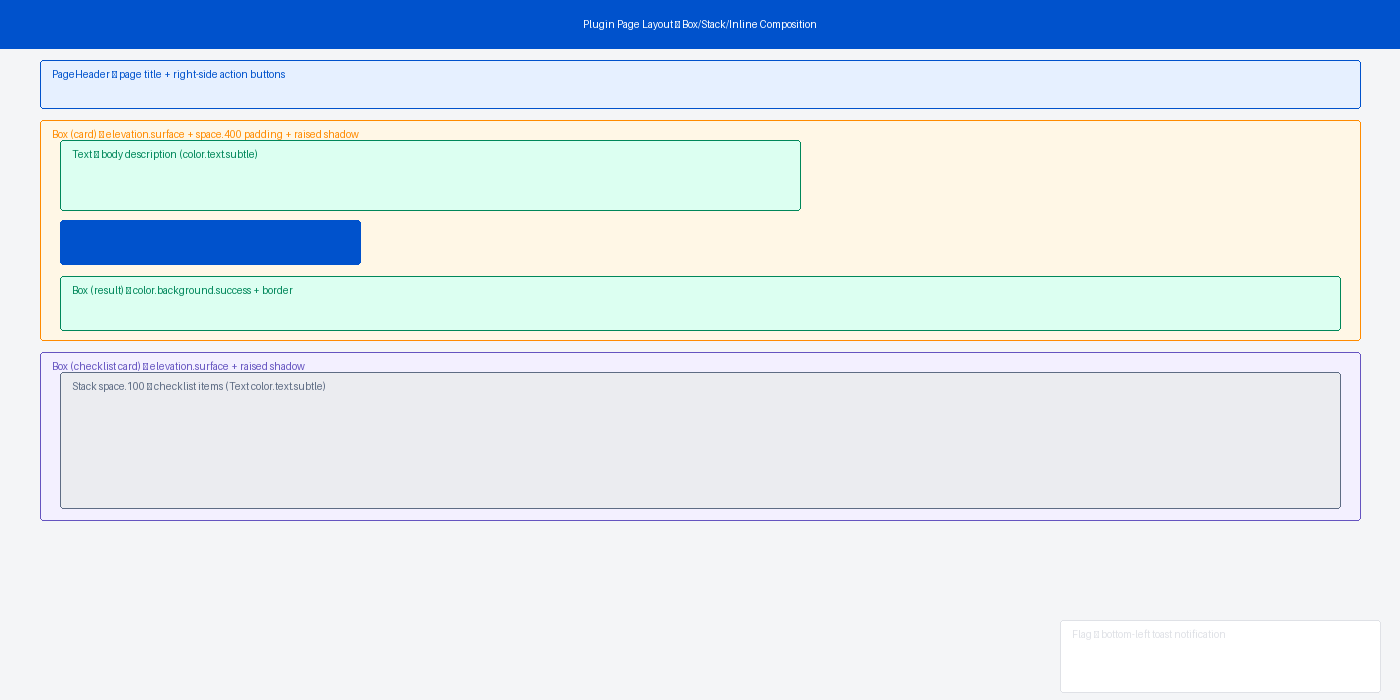 Plugin Page Layout ▯ Box/Stack/Inline Composition
PageHeader ▯ page title + right-side action buttons
Box (card) ▯ elevation.surface + space.400 padding + raised shadow
Text ▯ body description (color.text.subtle)
Box (result) ▯ color.background.success + border
Box (checklist card) ▯ elevation.surface + raised shadow
Stack space.100 ▯ checklist items (Text color.text.subtle)
Flag ▯ bottom-left toast notification